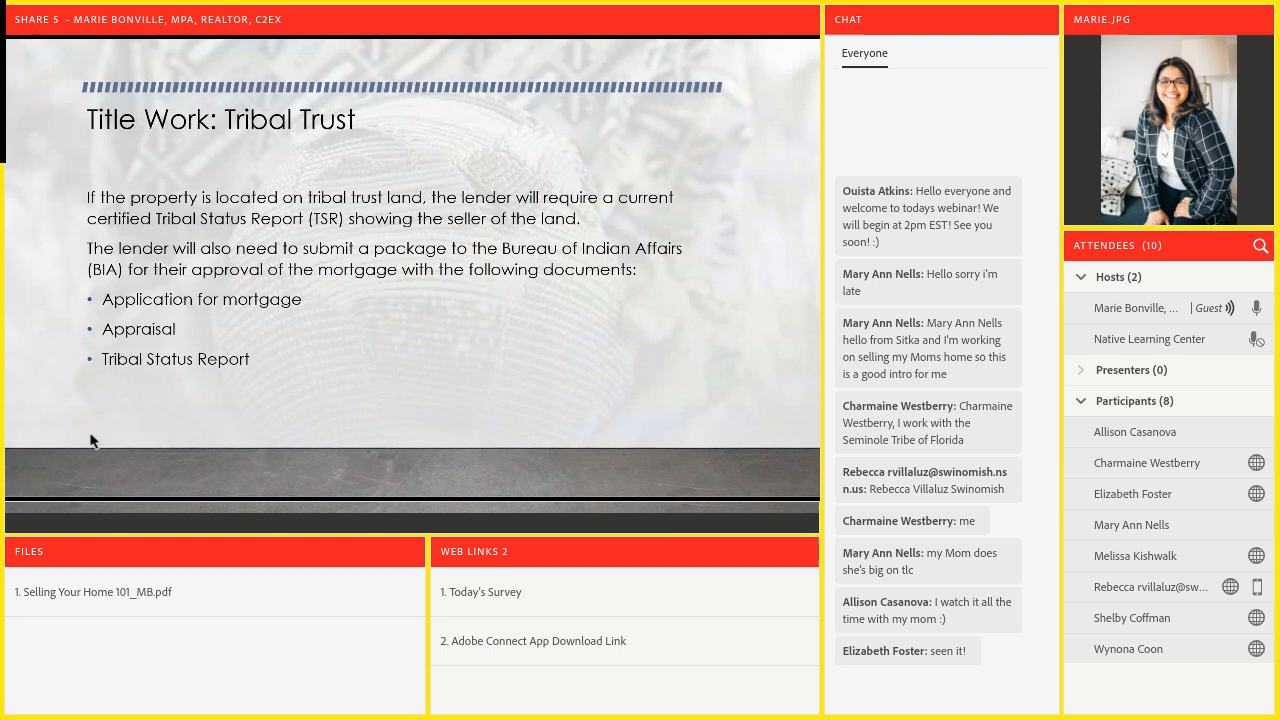 SHARE 5 - MARIE BONVILLE, MPA, REALTOR, C2EX
Title Work: Tribal Trust
If the property is located on tribal trust land, the lender will require a current
certified Tribal Status Report (TSR) showing the seller of the land.
The lender will also need to submit a package to the Bureau of Indian Affairs
(BIA) for their approval of the mortgage with the following documents:
• Application for mortgage
• Appraisal
• Tribal Status Report
FILES
1. Selling Your Home 101_MB.pdf
WEB LINKS 2
1. Today's Survey
2. Adobe Connect App Download Link
CHAT
Everyone
Ouista Atkins: Hello everyone and
welcome to todays webinar! We
will begin at 2pm EST! See you
soon! :)
Mary Ann Nells: Hello sorry i'm
late
Mary Ann Nells: Mary Ann Nells
hello from Sitka and I'm working
on selling my Moms home so this
is a good intro for me
Charmaine Westberry: Charmaine
Westberry, I work with the
Seminole Tribe of Florida
Rebecca rvillaluz@swinomish.ns
n.us: Rebecca Villaluz Swinomish
Charmaine Westberry: me
Mary Ann Nells: my Mom does
she's big on tlc
Allison Casanova: I watch it all the
time with my mom :)
Elizabeth Foster: seen it!
MARIE.JPG
ATTENDEES (10)
Hosts (2)
Marie Bonville, ... | Guest
Native Learning Center
Presenters (0)
Participants (8)
Allison Casanova
Charmaine Westberry
Elizabeth Foster
Mary Ann Nells
Melissa Kishwalk
Rebecca rvillaluz@sw...
Shelby Coffman
Wynona Coon